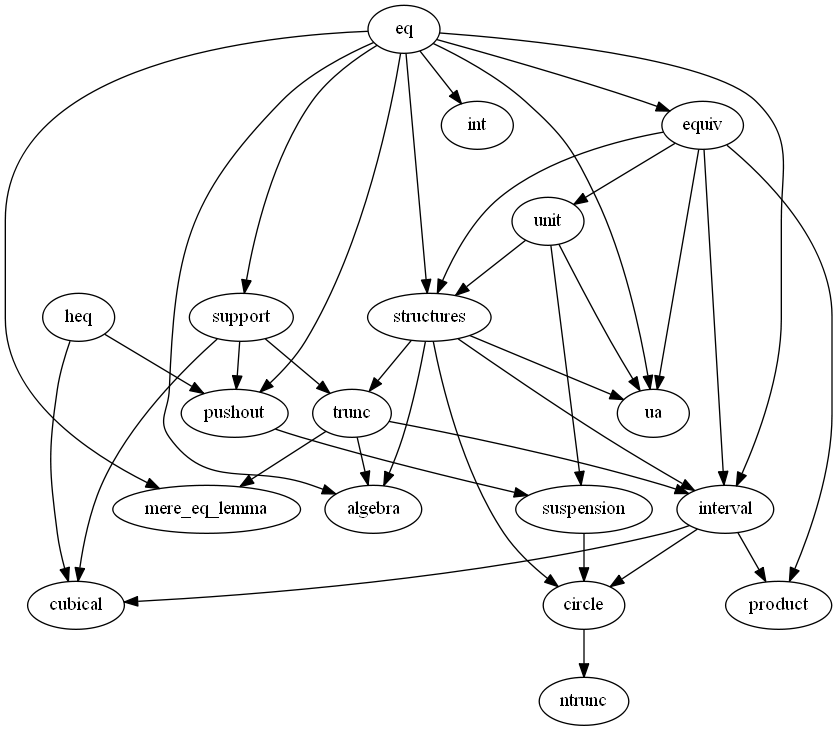 eq
int
equiv
unit
heq
support
structures
pushout
trunc
ua
mere_eq_lemma
algebra
suspension
interval
cubical
circle
product
ntrunc